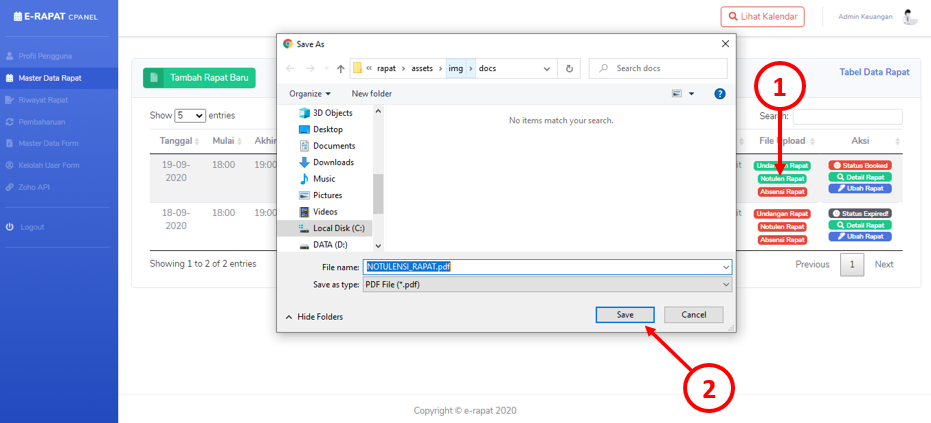 E-RAPAT CPANEL
Lihat Kalendar
Admin Keuangan
Profil Pengguna
Master Data Rapat
Riwayat Rapat
Pembaharuan
Master Data Form
Kelolah User Form
Zoho API
Logout
Tambah Rapat Baru
Tabel Data Rapat
Show 5 entries
Search:
Tanggal Mulai Akhir
File Upload Aksi
19-09-2020 18:00 19:00
Undangan Rapat
Notulen Rapat
Absensi Rapat
Status Booked
Detail Rapat
Ubah Rapat
18-09-2020 18:00 19:00
Undangan Rapat
Notulen Rapat
Absensi Rapat
Status Expired!
Detail Rapat
Ubah Rapat
Showing 1 to 2 of 2 entries
Previous 1 Next
Save As
« rapat › assets › img › docs
Search docs
Organize
New folder
3D Objects
Desktop
Documents
Downloads
Music
Pictures
Videos
Local Disk (C:)
DATA (D:)
No items match your search.
File name: NOTULENSI_RAPAT.pdf
Save as type: PDF File (*.pdf)
Hide Folders
Save
Cancel
1
2
Copyright © e-rapat 2020